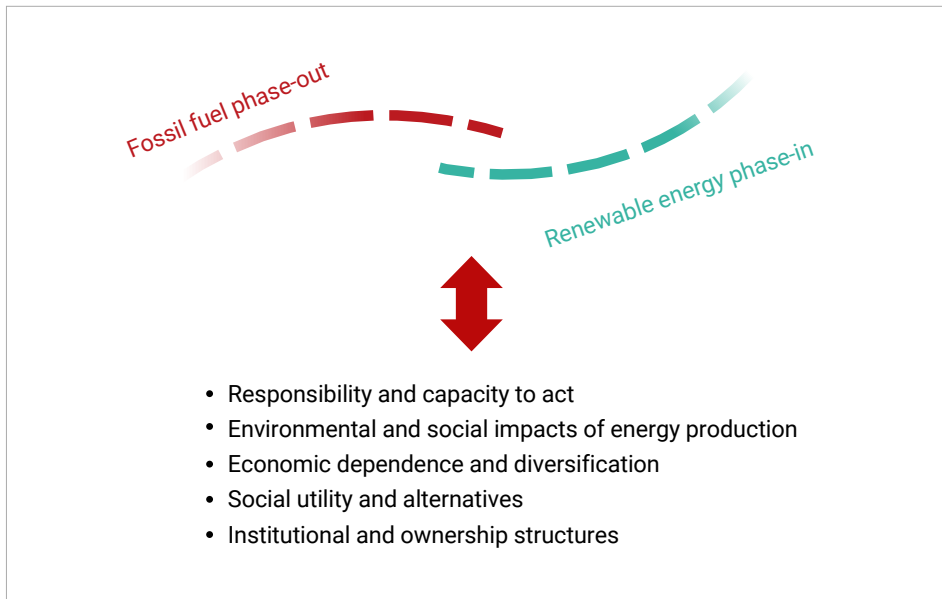 Fossil fuel phase-out
Renewable energy phase-in
• Responsibility and capacity to act
• Environmental and social impacts of energy production
• Economic dependence and diversification
• Social utility and alternatives
• Institutional and ownership structures